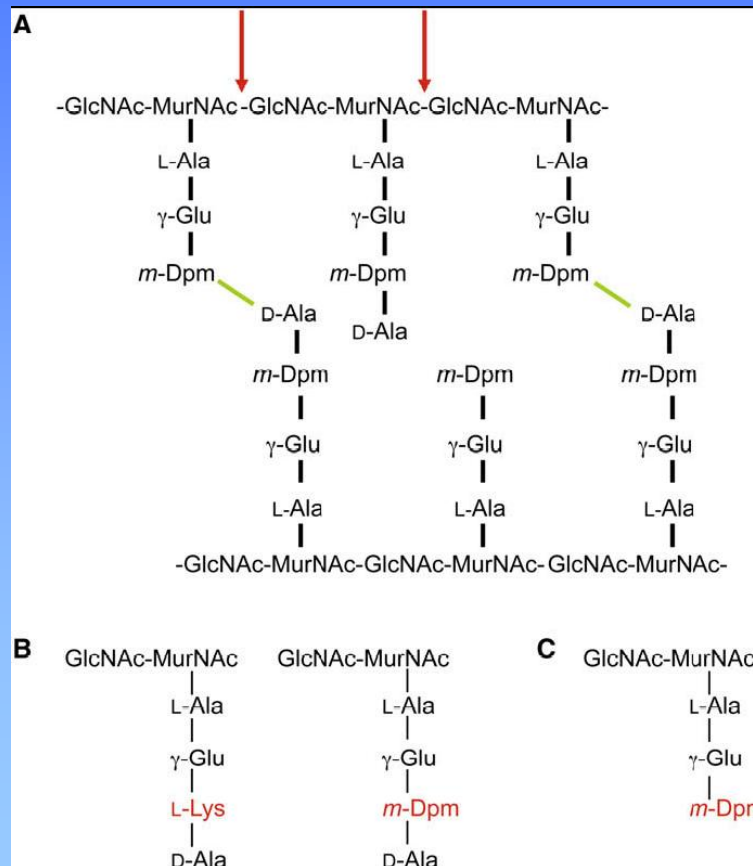 A
-GlcNAc-MurNAc-GlcNAc-MurNAc-GlcNAc-MurNAc-
L-Ala L-Ala L-Ala
γ-Glu γ-Glu γ-Glu
m-Dpm m-Dpm m-Dpm
D-Ala D-Ala
D-Ala
m-Dpm m-Dpm m-Dpm
γ-Glu γ-Glu γ-Glu
L-Ala L-Ala L-Ala
-GlcNAc-MurNAc-GlcNAc-MurNAc-GlcNAc-MurNAc-
B C
GlcNAc-MurNAc GlcNAc-MurNAc GlcNAc-MurNAc
L-Ala L-Ala L-Ala
γ-Glu γ-Glu γ-Glu
L-Lys m-Dpm
D-Ala D-Ala